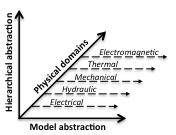 Hierarchical abstraction
Physical domains
Electromagnetic
Thermal
Mechanical
Hydraulic
Electrical
Model abstraction